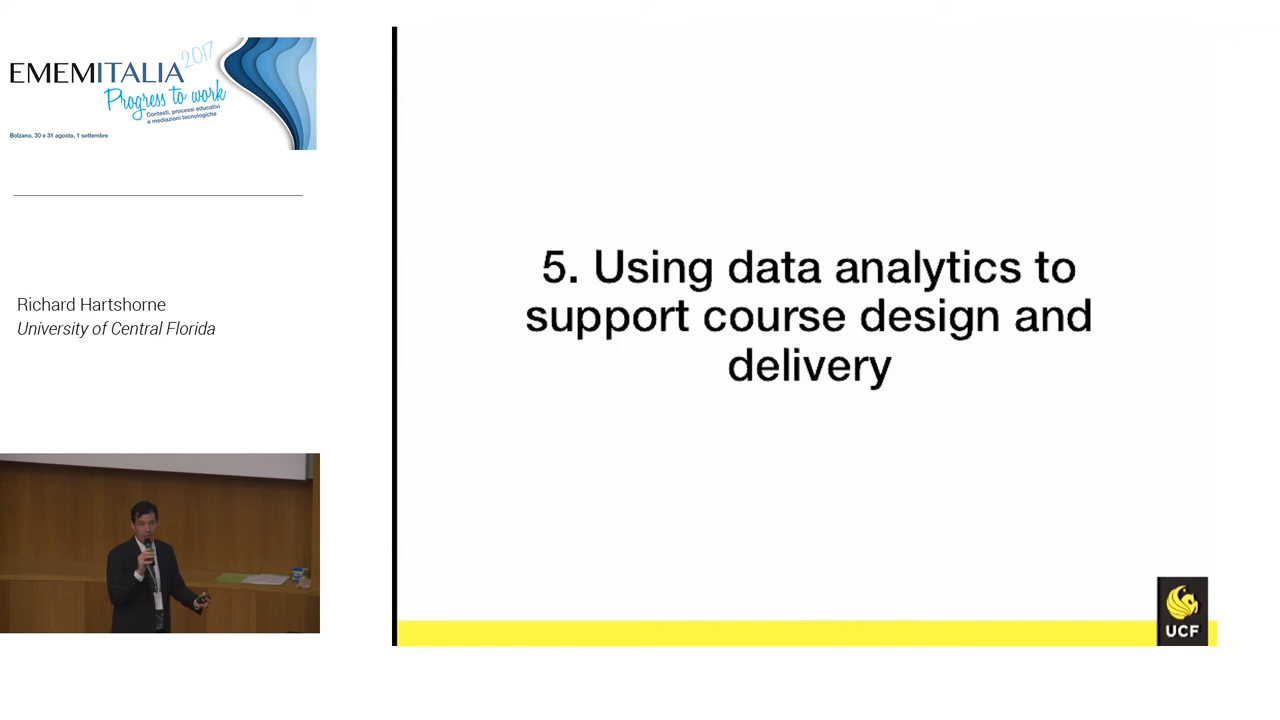 EMEMITALIA 2017
Progress to work
Contesti, processi educativi
e mediazioni tecnologiche
Bolzano, 30 e 31 agosto, 1 settembre
Richard Hartshorne
University of Central Florida
5. Using data analytics to
support course design and
delivery
UCF